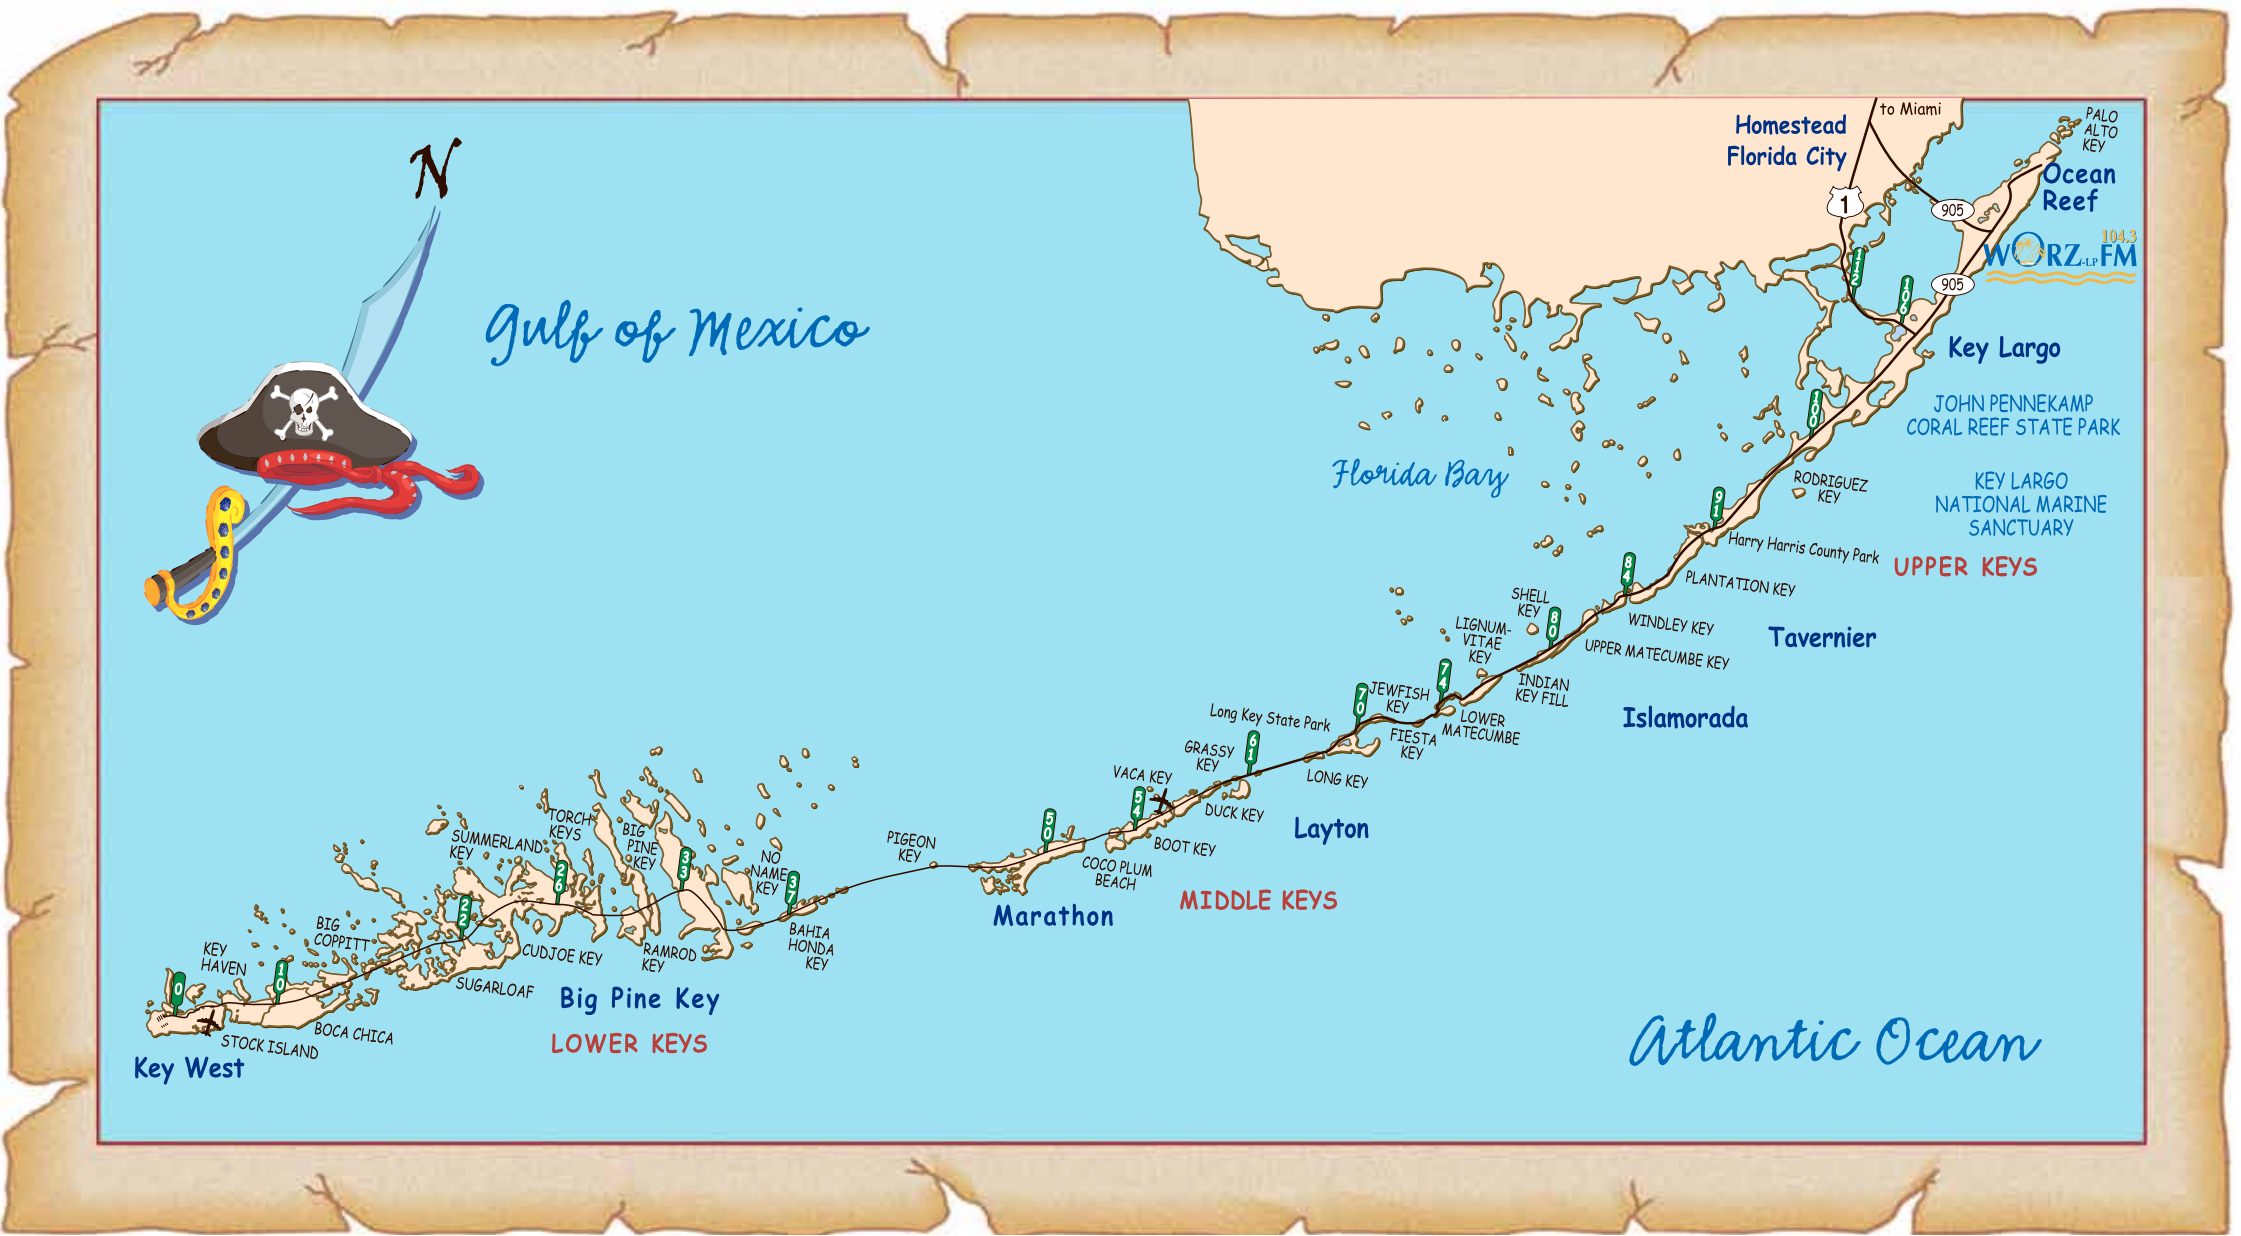 to Miami
Homestead
Florida City
PALO
ALTO
KEY
Ocean
Reef
1
905
WORZ-LP FM
104.3
905
112
106
N
Gulf of Mexico
Key Largo
JOHN PENNEKAMP
CORAL REEF STATE PARK
100
Florida Bay
RODRIGUEZ
KEY
KEY LARGO
NATIONAL MARINE
SANCTUARY
91
Harry Harris County Park
UPPER KEYS
84
PLANTATION KEY
SHELL
KEY
80
WINDLEY KEY
Tavernier
LIGNUM-
VITAE
KEY
UPPER MATECUMBE KEY
74
INDIAN
KEY FILL
Islamorada
70
JEWFISH
KEY
LOWER
MATECUMBE
Long Key State Park
FIESTA
KEY
61
GRASSY
KEY
LONG KEY
VACA KEY
54
DUCK KEY
Layton
50
BOOT KEY
COCO PLUM
BEACH
MIDDLE KEYS
Marathon
PIGEON
KEY
TORCH
KEYS
BIG
PINE
KEY
SUMMERLAND
KEY
33
NO
NAME
KEY
37
26
22
BAHIA
HONDA
KEY
BIG
COPPITT
CUDJOE KEY
RAMROD
KEY
KEY
HAVEN
10
0
SUGARLOAF
Big Pine Key
BOCA CHICA
STOCK ISLAND
LOWER KEYS
Key West
Atlantic Ocean